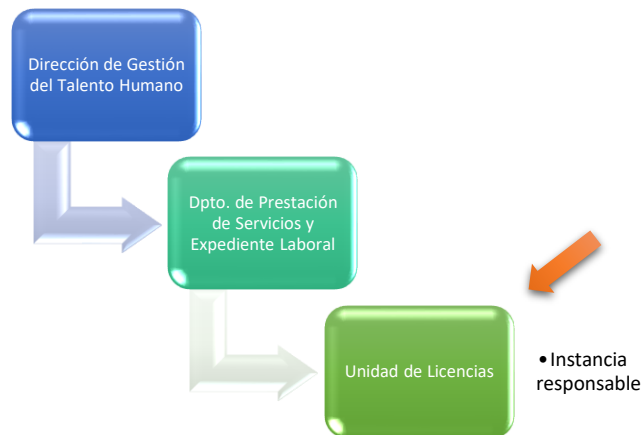 Dirección de Gestión
del Talento Humano
Dpto. de Prestación
de Servicios y
Expediente Laboral
Unidad de Licencias
•Instancia
responsable